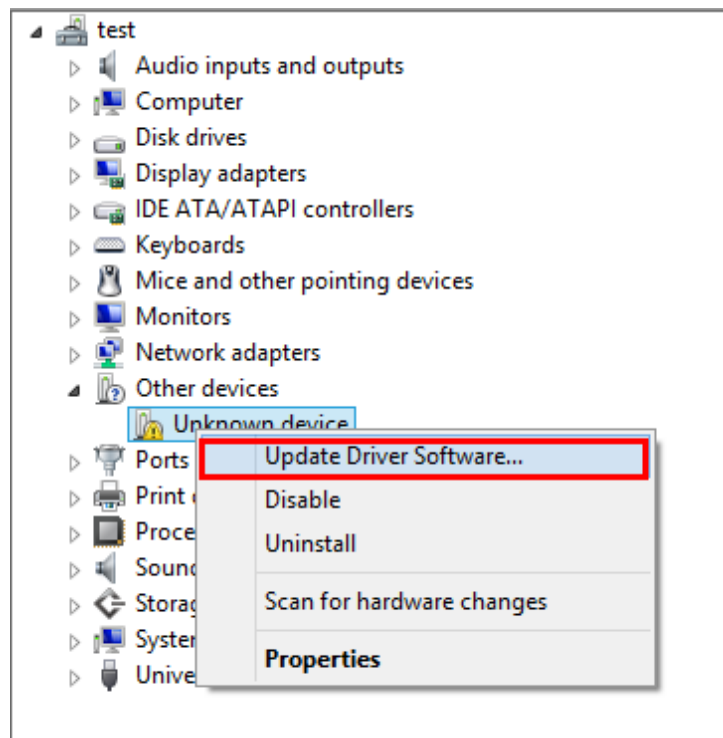 test
Audio inputs and outputs
Computer
Disk drives
Display adapters
IDE ATA/ATAPI controllers
Keyboards
Mice and other pointing devices
Monitors
Network adapters
Other devices
Unknown device
Ports
Update Driver Software...
Print
Disable
Uninstall
Scan for hardware changes
Properties